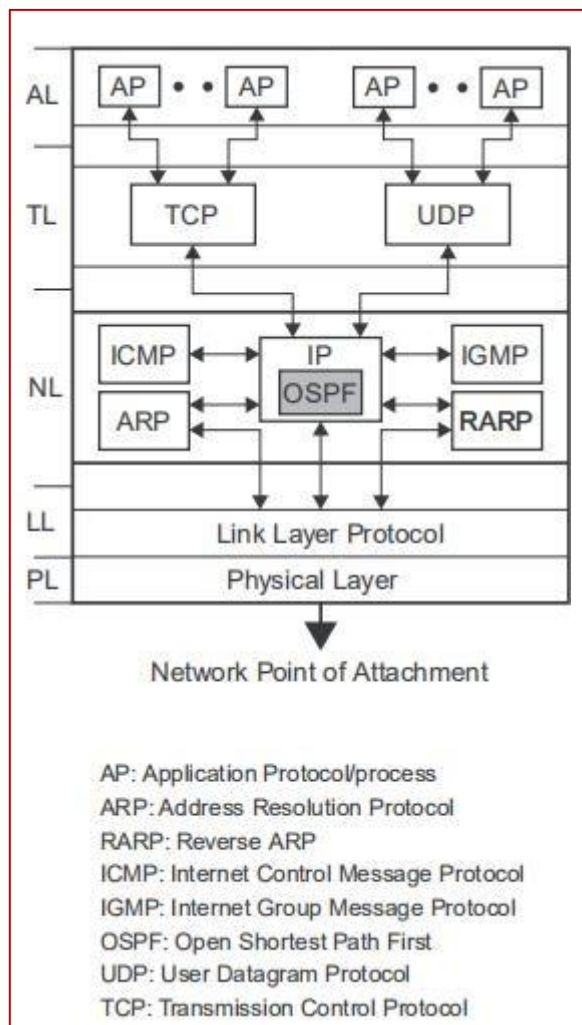 AL
AP • • AP AP • • AP
TL
TCP UDP
NL
ICMP IP IGMP
OSPF
ARP RARP
LL
Link Layer Protocol
PL
Physical Layer
Network Point of Attachment
AP: Application Protocol/process
ARP: Address Resolution Protocol
RARP: Reverse ARP
ICMP: Internet Control Message Protocol
IGMP: Internet Group Message Protocol
OSPF: Open Shortest Path First
UDP: User Datagram Protocol
TCP: Transmission Control Protocol